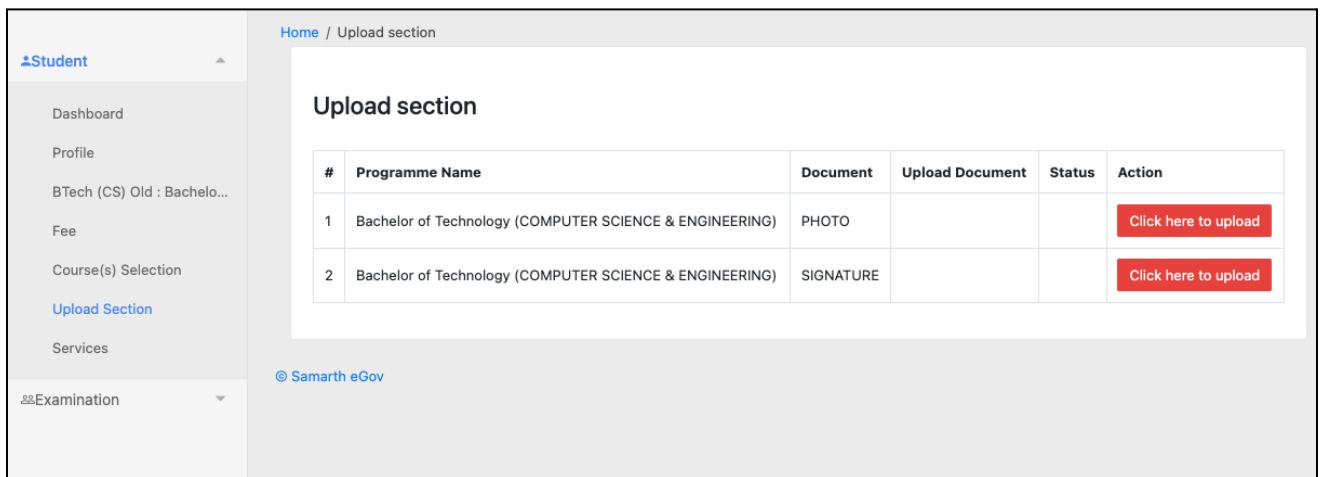 Home / Upload section
Student
Dashboard
Profile
BTech (CS) Old : Bachelo...
Fee
Course(s) Selection
Upload Section
Services
Examination
Upload section
# Programme Name Document Upload Document Status Action
1 Bachelor of Technology (COMPUTER SCIENCE & ENGINEERING) PHOTO Click here to upload
2 Bachelor of Technology (COMPUTER SCIENCE & ENGINEERING) SIGNATURE Click here to upload
© Samarth eGov